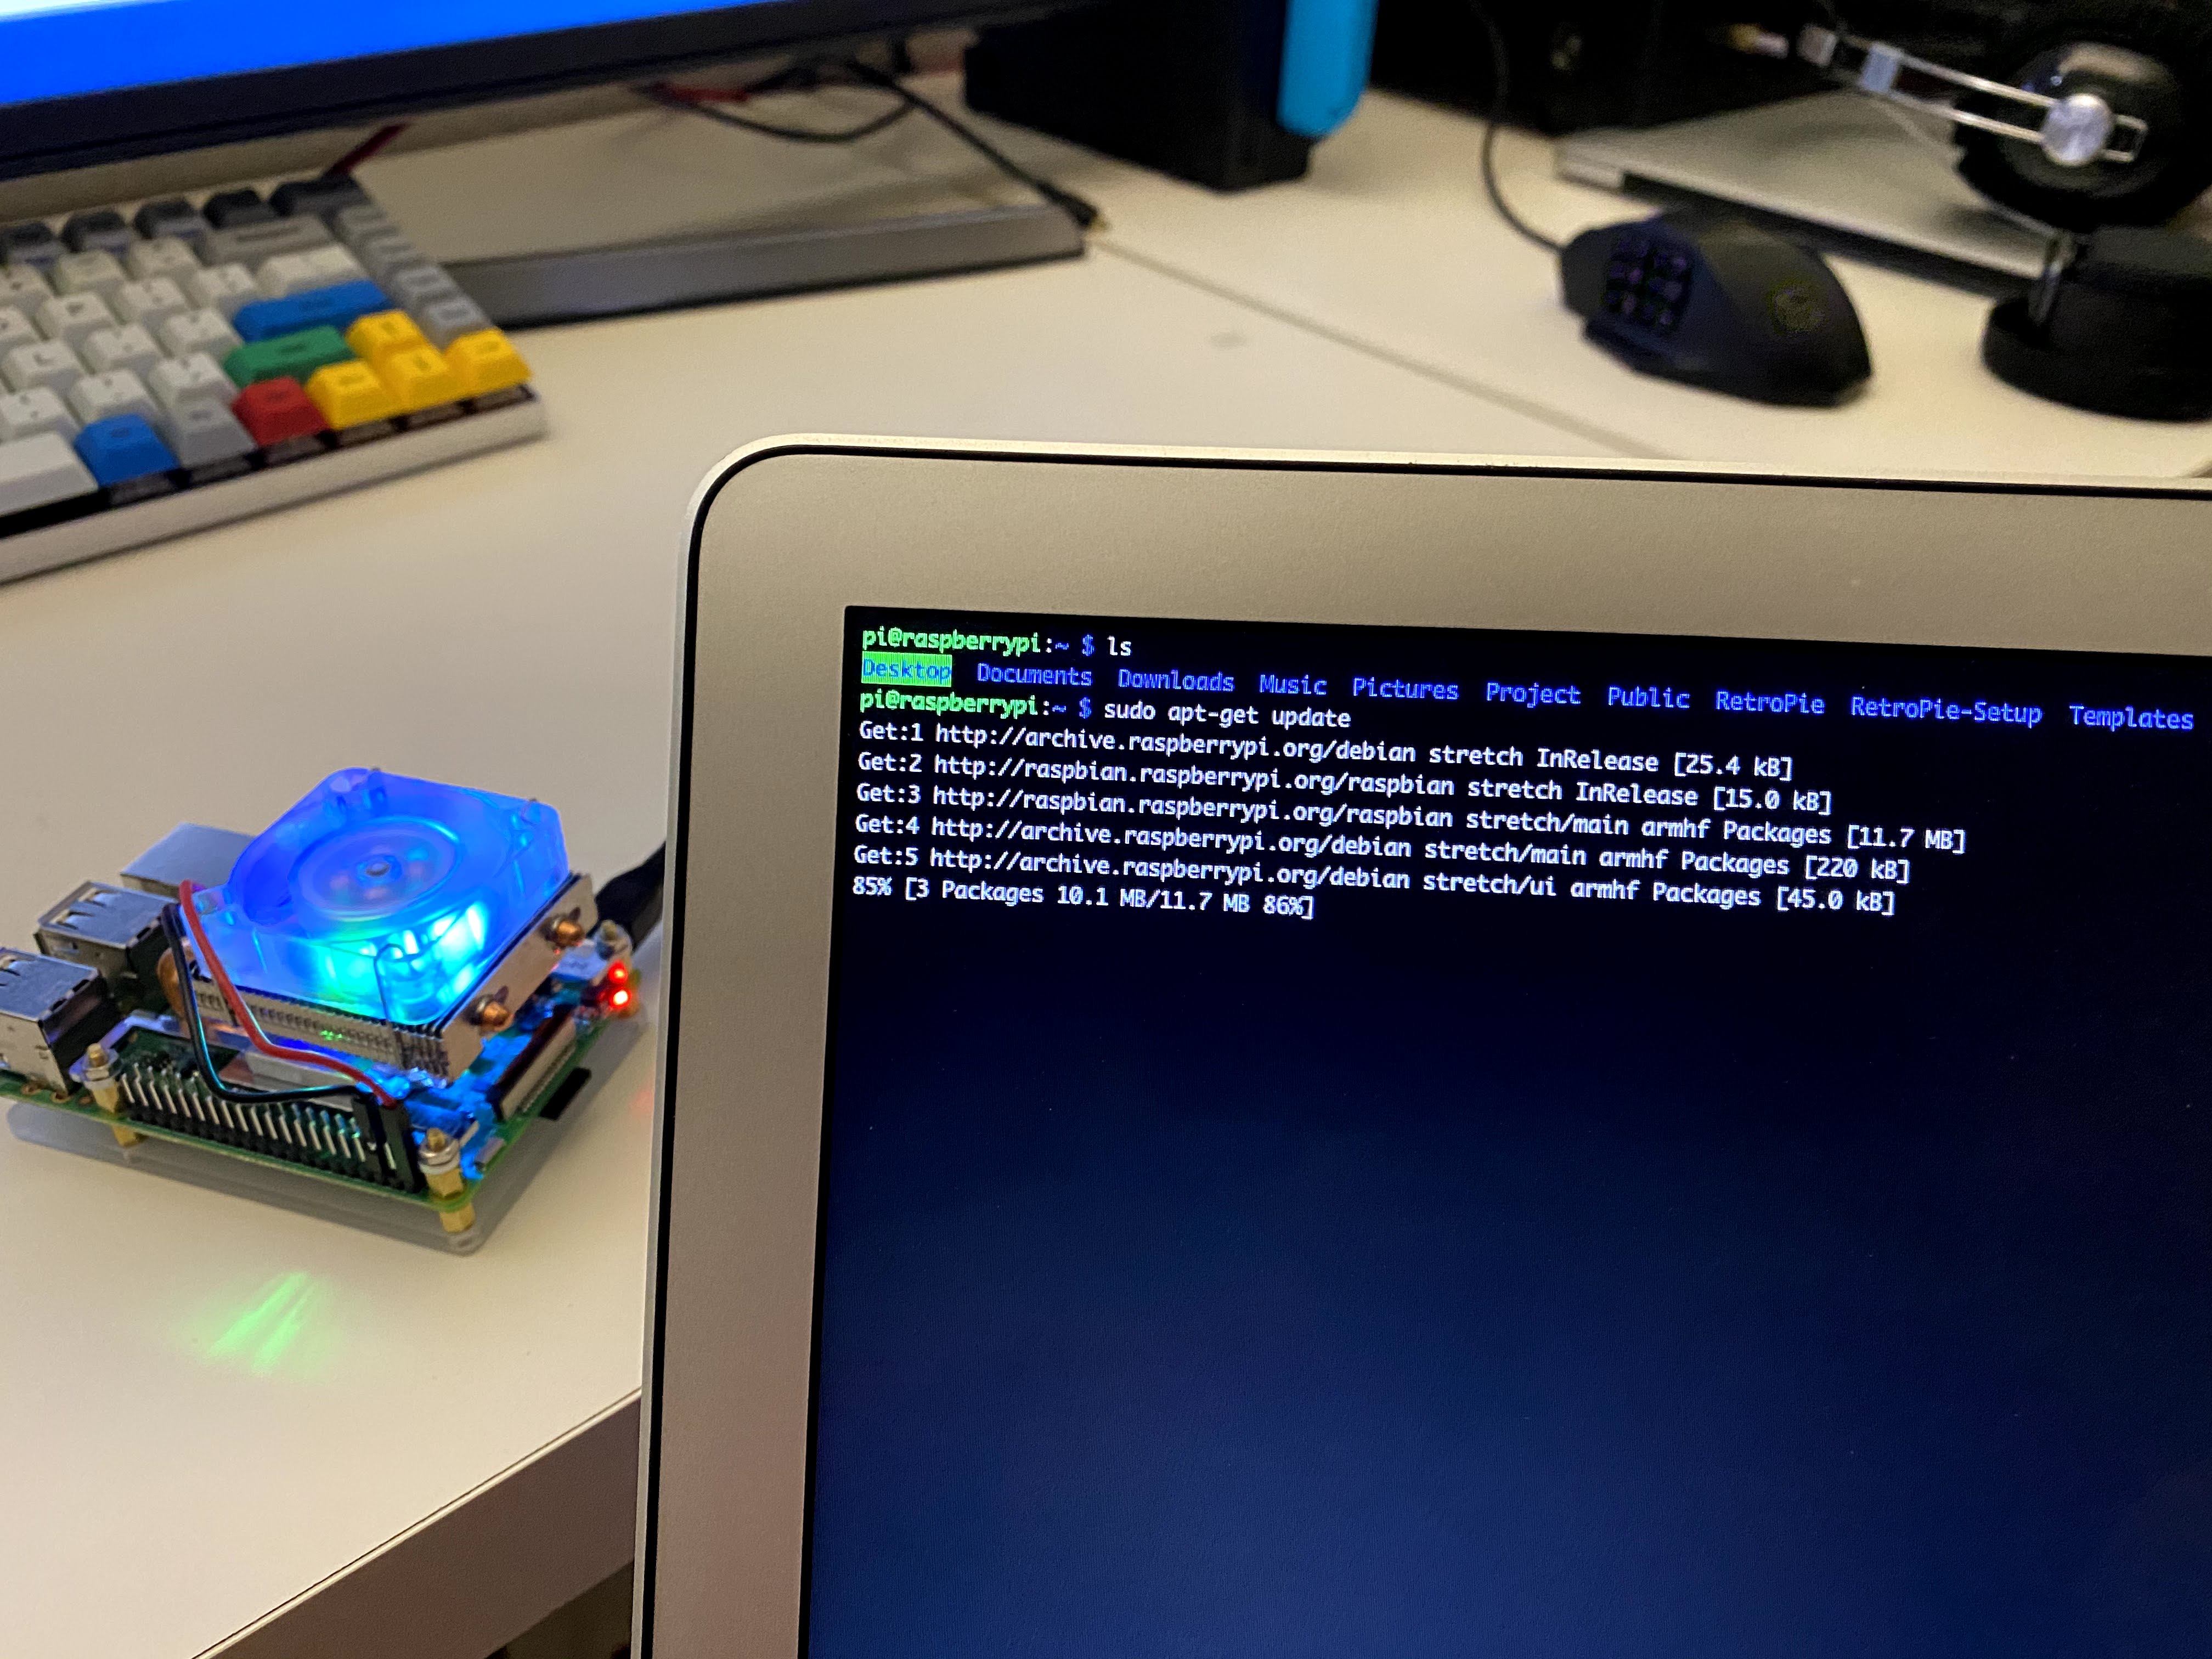 pi@raspberrypi:~ $ ls
Desktop Documents Downloads Music Pictures Project Public RetroPie RetroPie-Setup Templates
pi@raspberrypi:~ $ sudo apt-get update
Get:1 http://archive.raspberrypi.org/debian stretch InRelease [25.4 kB]
Get:2 http://raspbian.raspberrypi.org/raspbian stretch InRelease [15.0 kB]
Get:3 http://raspbian.raspberrypi.org/raspbian stretch/main armhf Packages [11.7 MB]
Get:4 http://archive.raspberrypi.org/debian stretch/main armhf Packages [220 kB]
Get:5 http://archive.raspberrypi.org/debian stretch/ui armhf Packages [45.0 kB]
85% [3 Packages 10.1 MB/11.7 MB 86%]